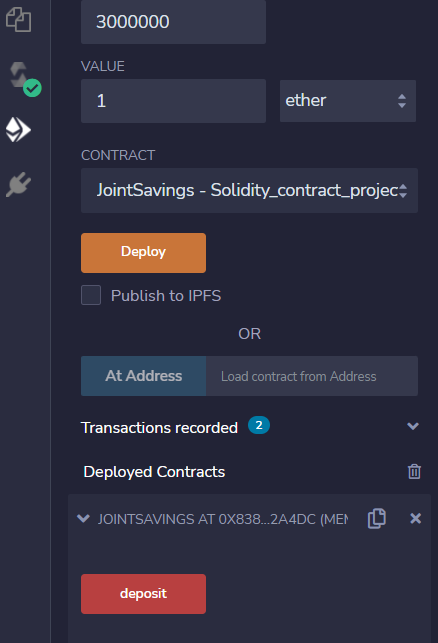 3000000
VALUE
1
ether
CONTRACT
JointSavings - Solidity_contract_projec
Deploy
Publish to IPFS
OR
At Address
Load contract from Address
Transactions recorded 2
Deployed Contracts
JOINTSAVINGS AT 0X838...2A4DC (MEM
deposit